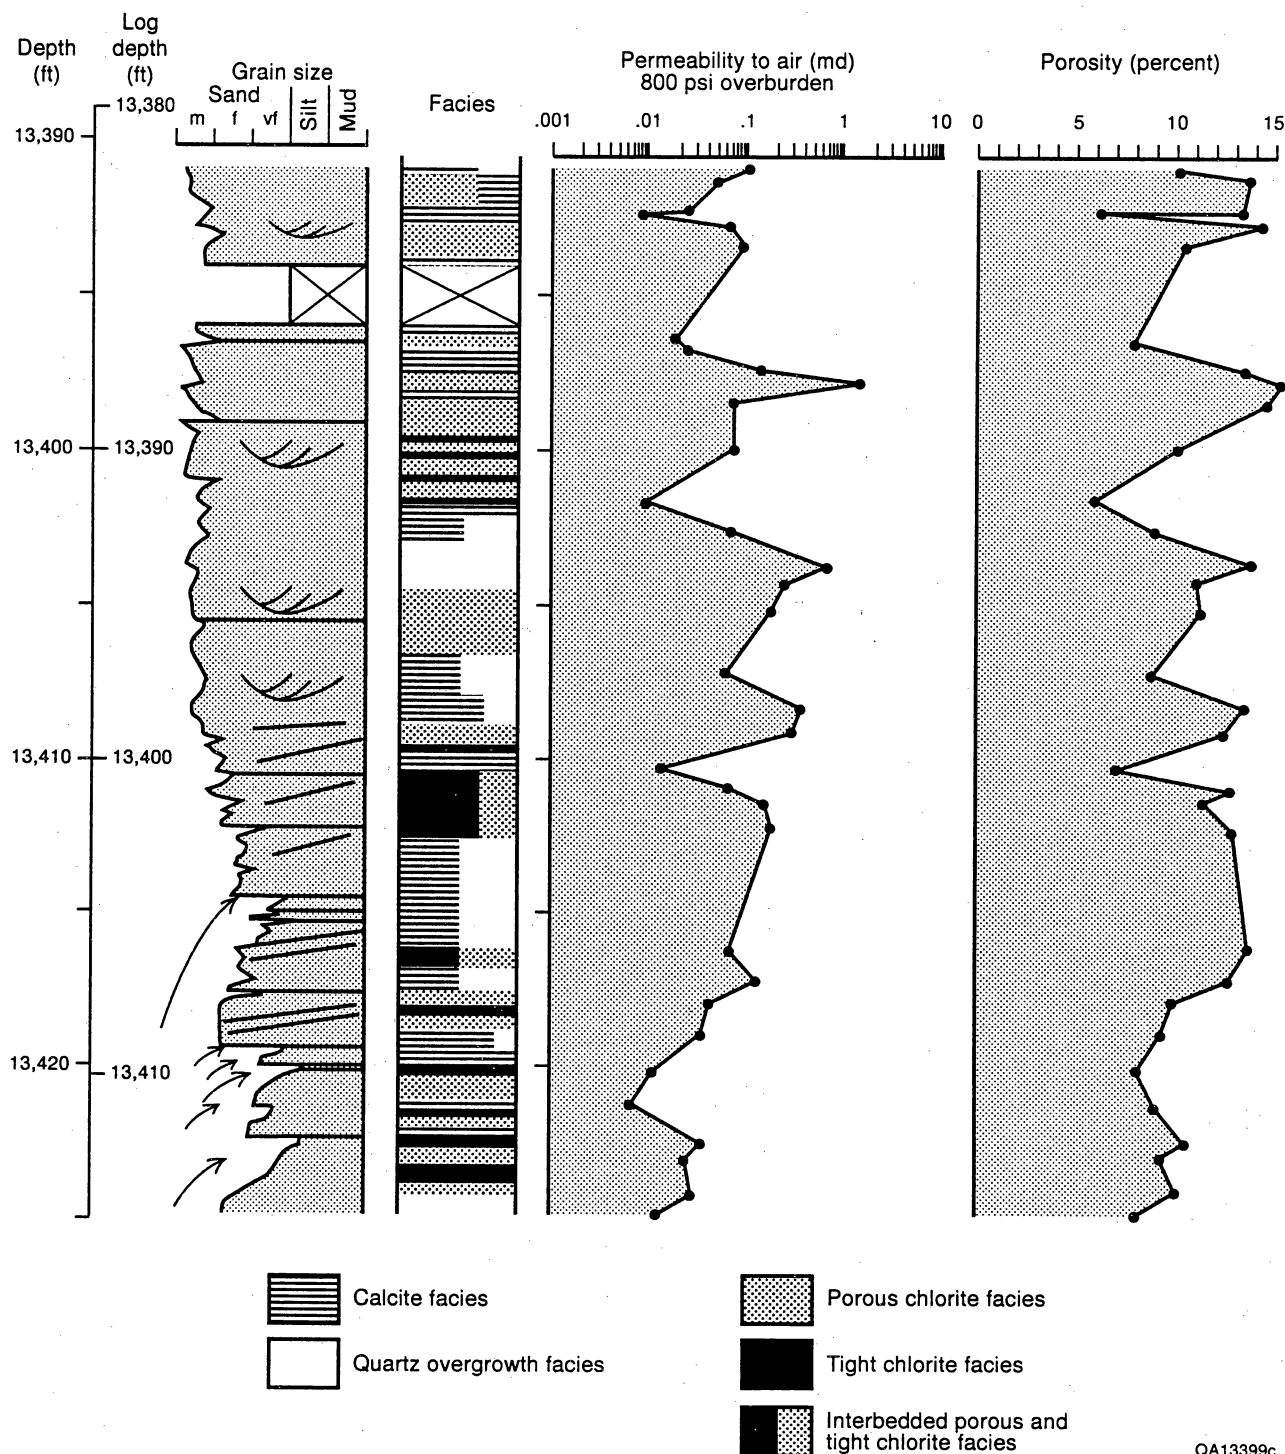 Depth
(ft)
Log
depth
(ft)
Grain size
Sand
m f vf Silt Mud
Facies
Permeability to air (md)
800 psi overburden
.001 .01 .1 1 10
Porosity (percent)
0 5 10 15
13,380
13,390
13,400
13,390
13,410
13,400
13,420
13,410
Calcite facies
Quartz overgrowth facies
Porous chlorite facies
Tight chlorite facies
Interbedded porous and
tight chlorite facies
QA13399c